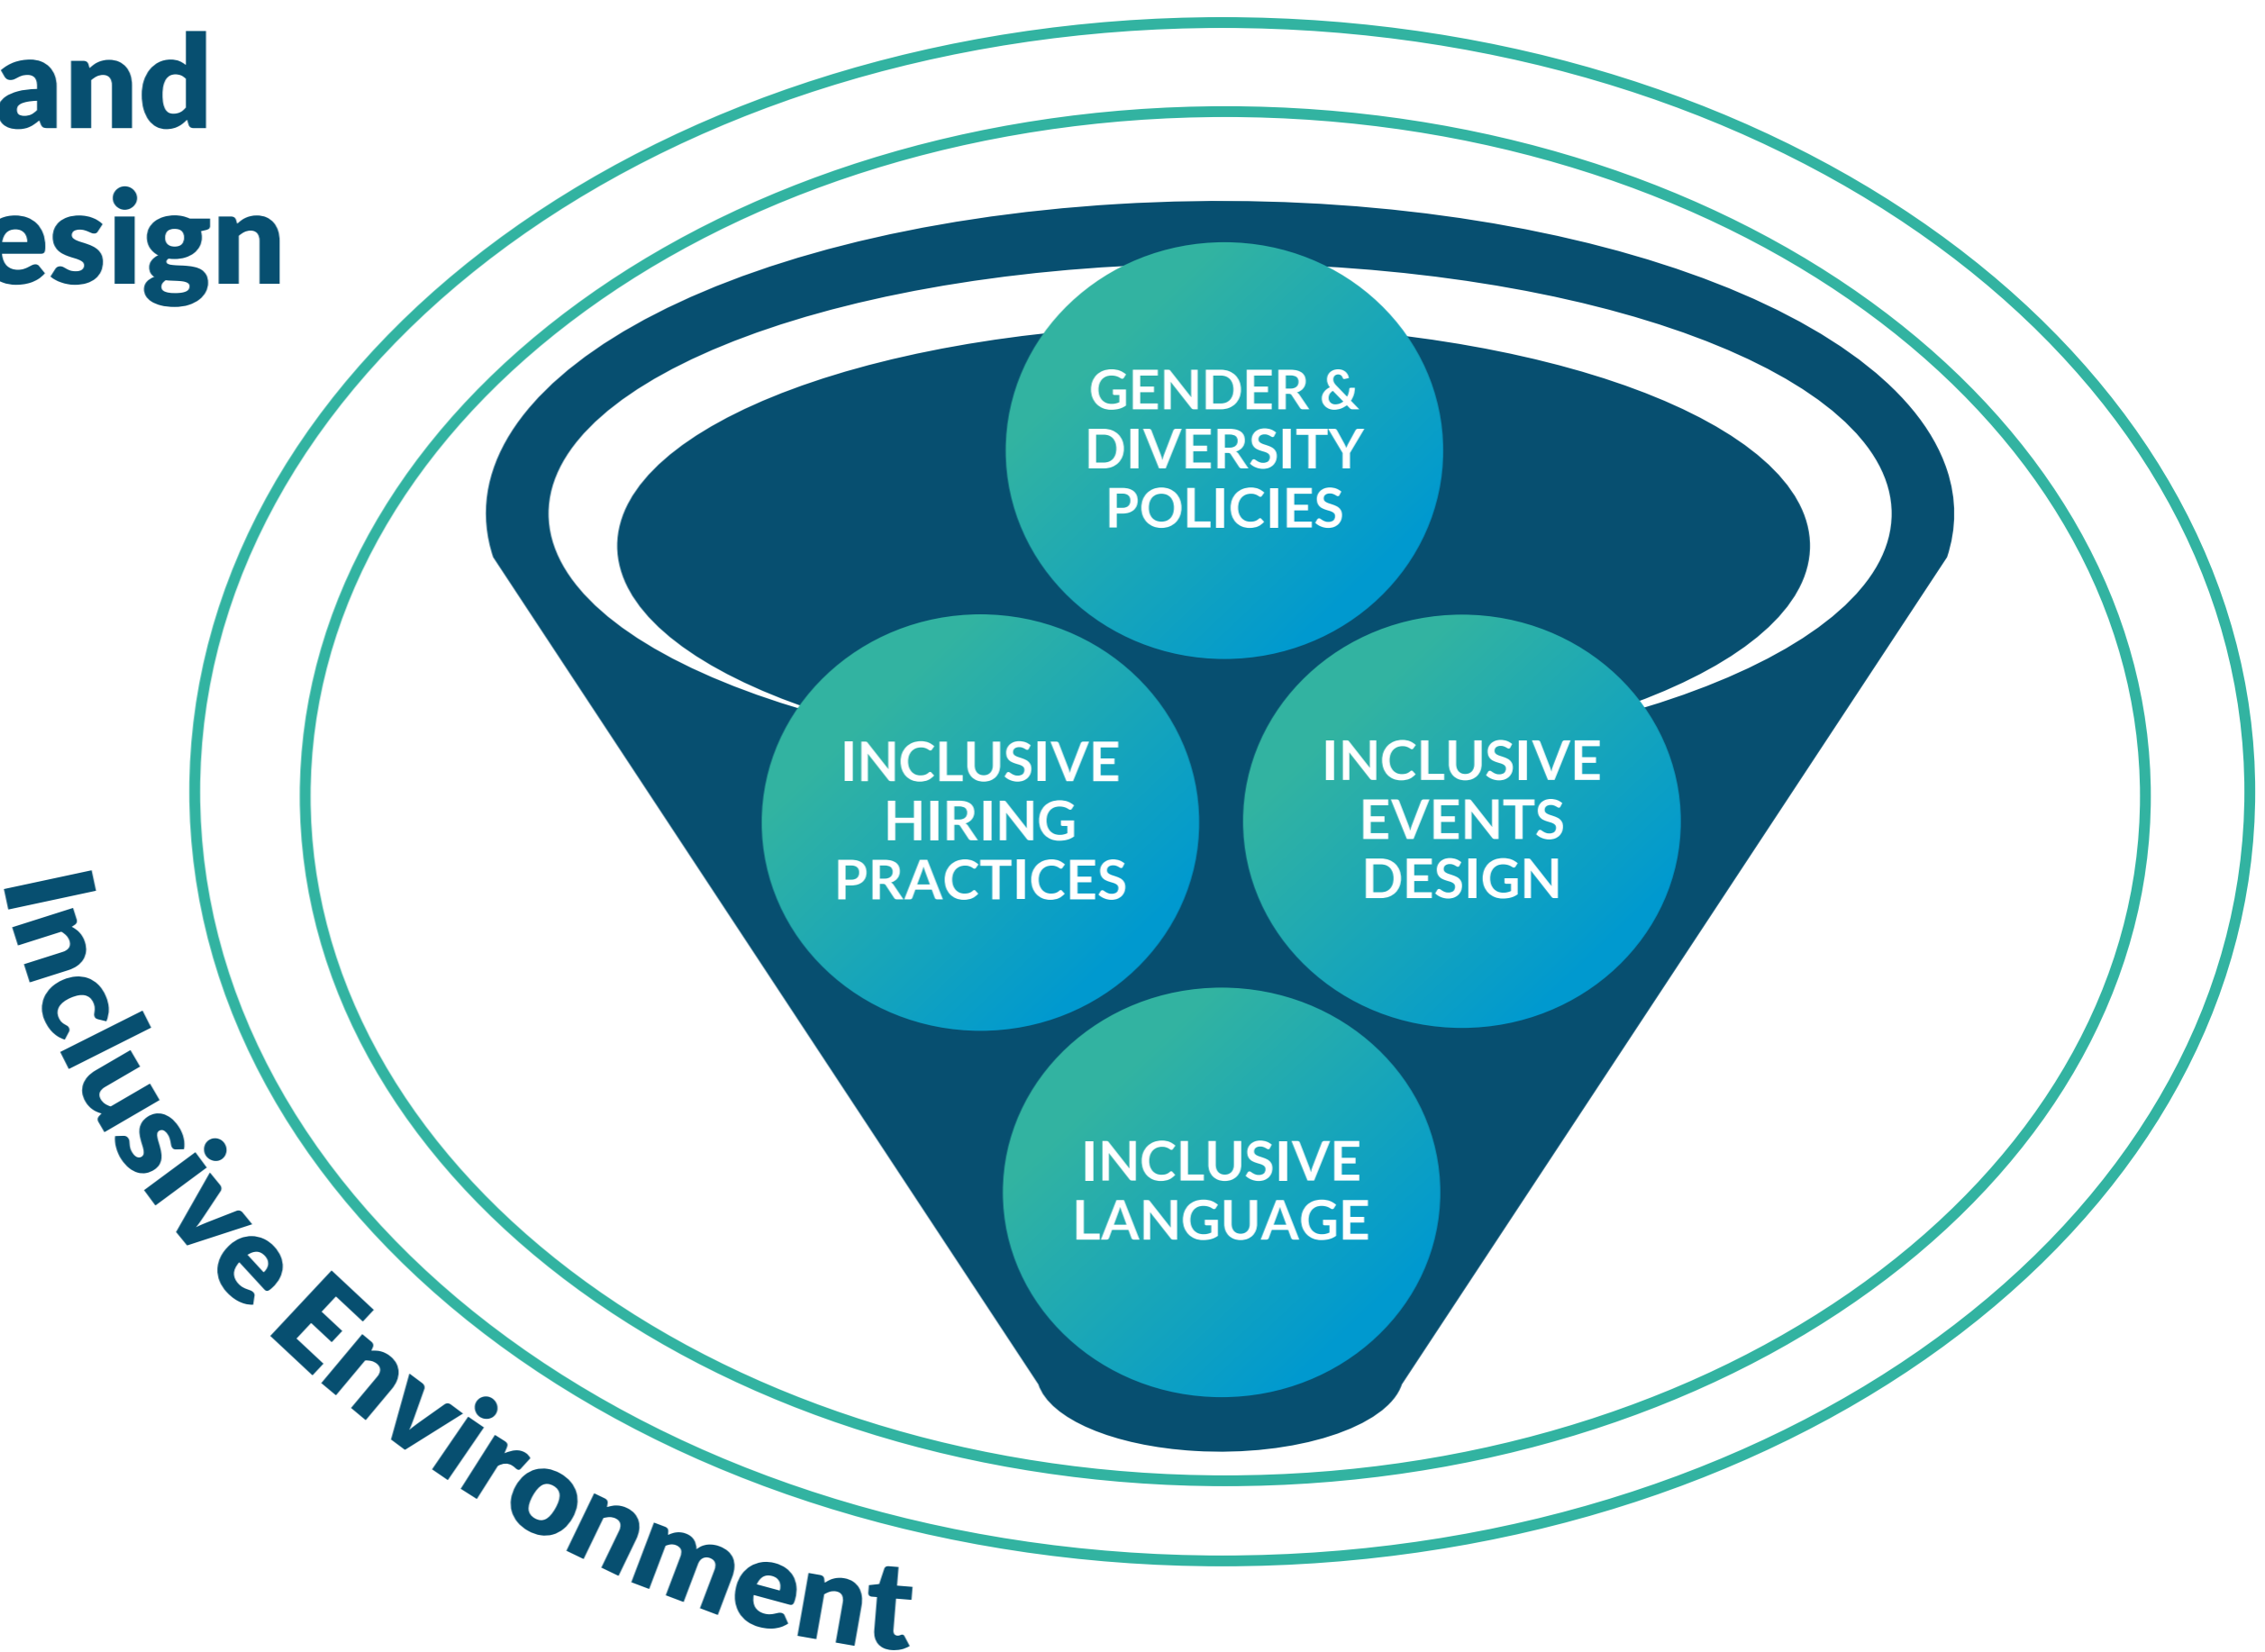 and
esign
GENDER &
DIVERSITY
POLICIES
INCLUSIVE
HIRING
PRACTICES
INCLUSIVE
EVENTS
DESIGN
INCLUSIVE
LANGUAGE
Inclusive Environment